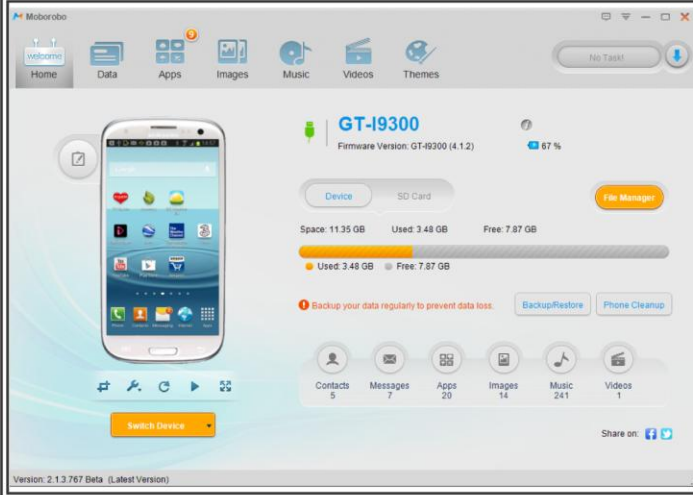 Moborobo
welcome
9
Home Data Apps Images Music Videos Themes
No Task!
GT-I9300
Firmware Version: GT-I9300 (4.1.2)
67 %
Device SD Card
File Manager
Space: 11.35 GB Used: 3.48 GB Free: 7.87 GB
Used: 3.48 GB Free: 7.87 GB
Backup your data regularly to prevent data loss.
Backup/Restore Phone Cleanup
Contacts Messages Apps Images Music Videos
5 7 20 14 241 1
Switch Device
Share on:
Version: 2.1.3.767 Beta (Latest Version)